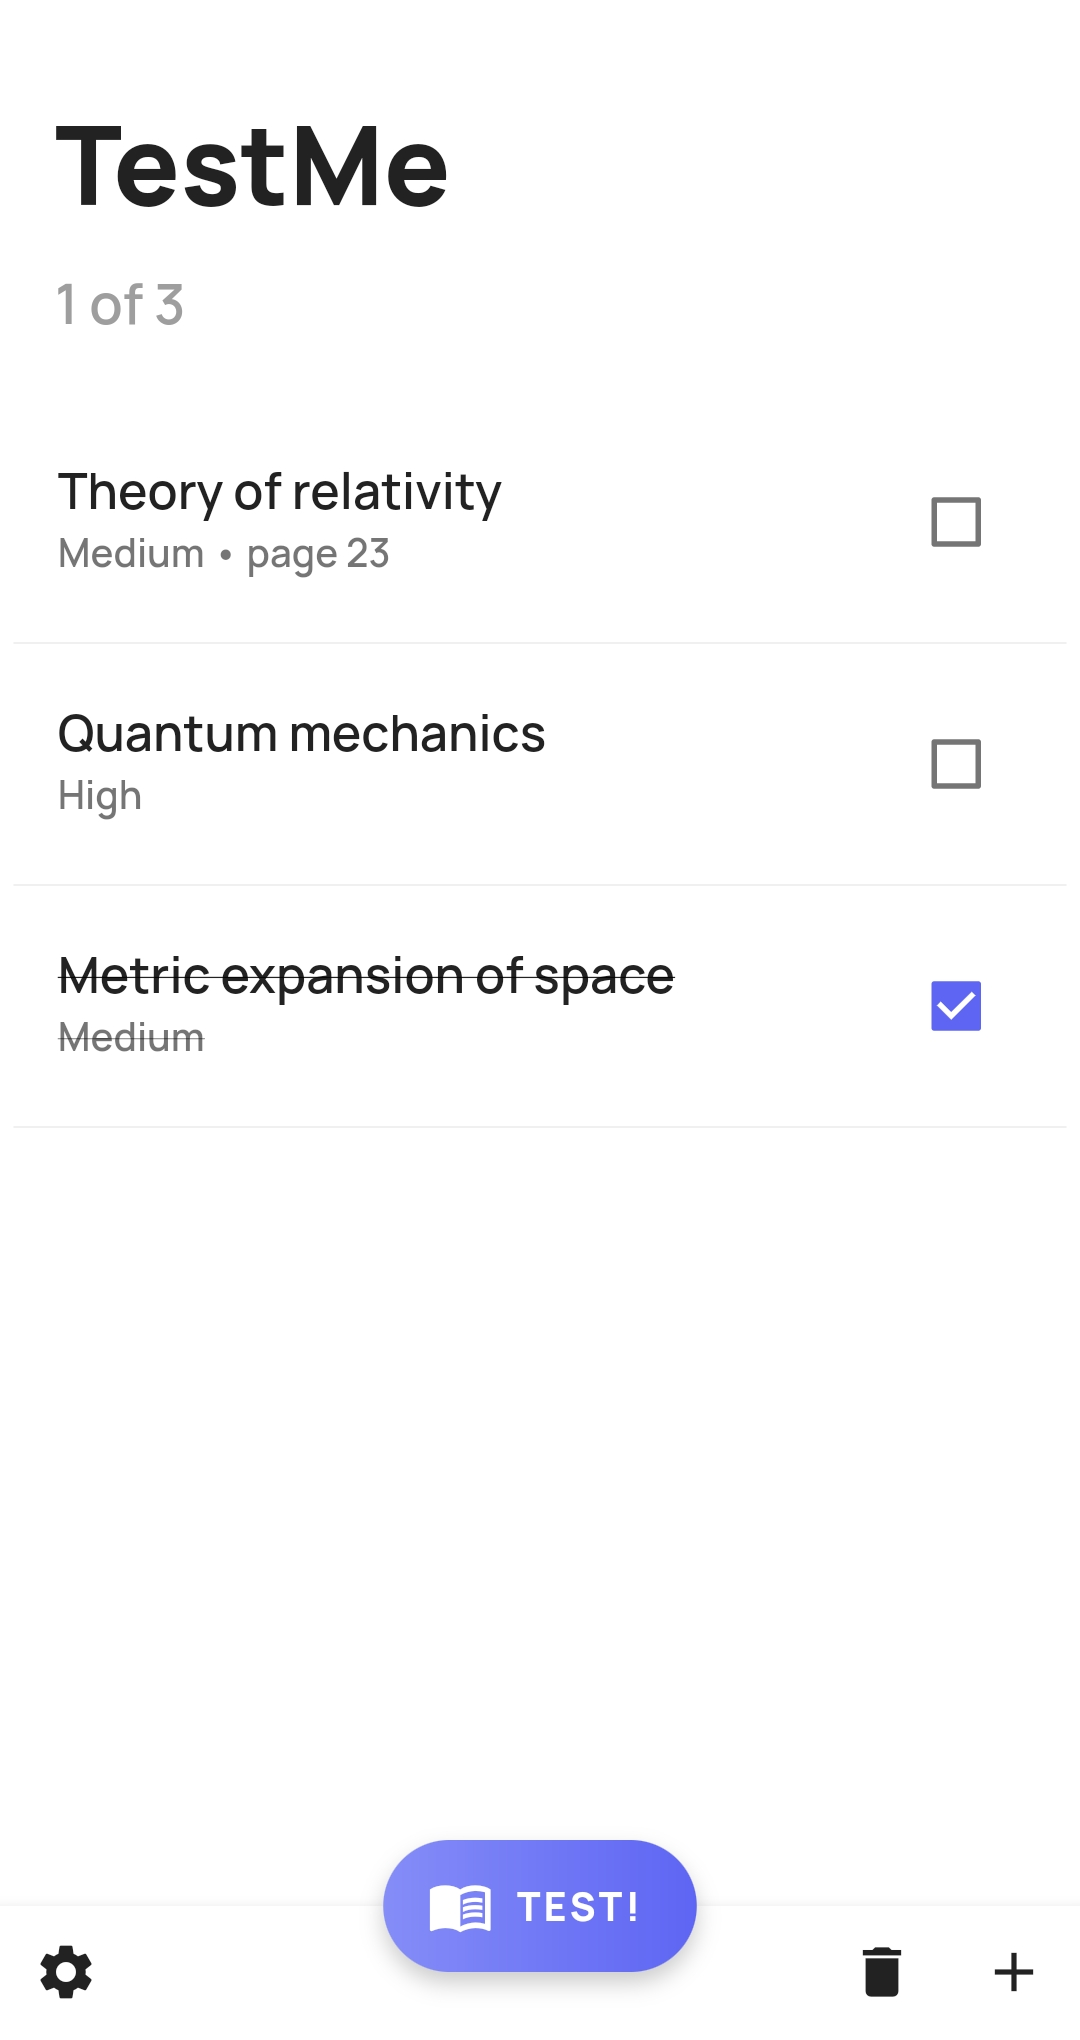 TestMe
1 of 3
Theory of relativity
Medium • page 23
Quantum mechanics
High
Metric expansion of space
Medium
TEST!